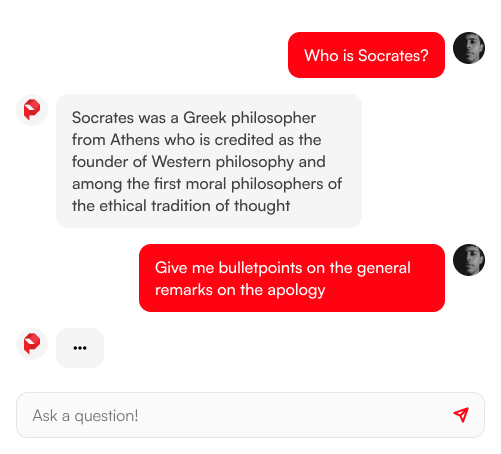 Who is Socrates?
Socrates was a Greek philosopher
from Athens who is credited as the
founder of Western philosophy and
among the first moral philosophers of
the ethical tradition of thought
Give me bulletpoints on the general
remarks on the apology
•••
Ask a question!